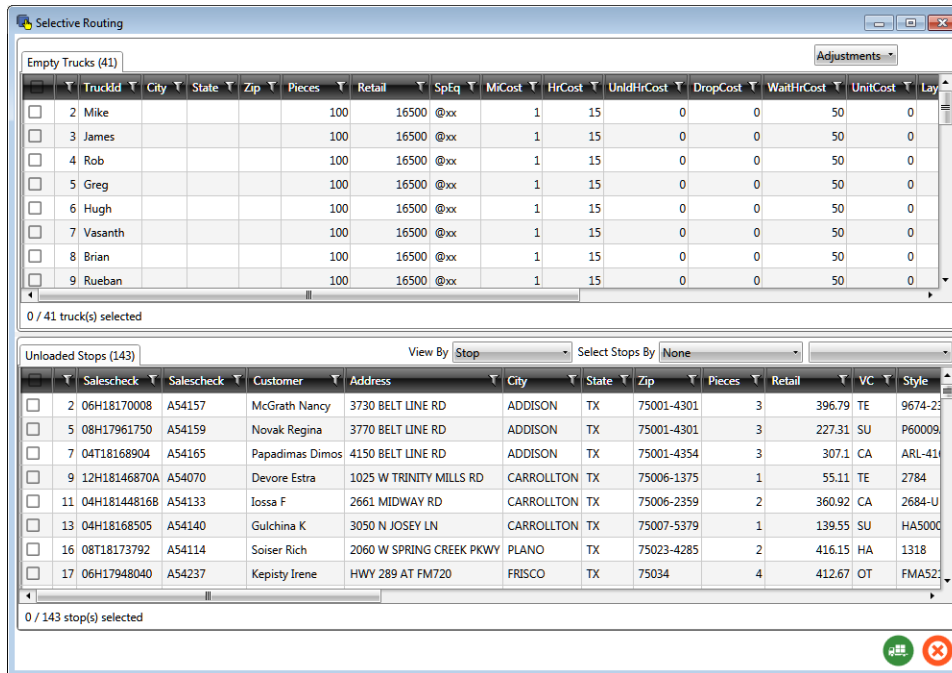 Selective Routing
Empty Trucks (41) Adjustments
TruckId City State Zip Pieces Retail SpEq MiCost HrCost UnldHrCost DropCost WaitHrCost UnitCost Lay
2 Mike 100 16500 @xx 1 15 0 0 50 0
3 James 100 16500 @xx 1 15 0 0 50 0
4 Rob 100 16500 @xx 1 15 0 0 50 0
5 Greg 100 16500 @xx 1 15 0 0 50 0
6 Hugh 100 16500 @xx 1 15 0 0 50 0
7 Vasanth 100 16500 @xx 1 15 0 0 50 0
8 Brian 100 16500 @xx 1 15 0 0 50 0
9 Rueban 100 16500 @xx 1 15 0 0 50 0
0 / 41 truck(s) selected
Unloaded Stops (143) View By Stop Select Stops By None
Salescheck Salescheck Customer Address City State Zip Pieces Retail VC Style
2 06H18170008 A54157 McGrath Nancy 3730 BELT LINE RD ADDISON TX 75001-4301 3 396.79 TE 9674-23
5 08H17961750 A54159 Novak Regina 3770 BELT LINE RD ADDISON TX 75001-4301 3 227.31 SU P60009
7 04T18168904 A54165 Papadimas Dimos 4150 BELT LINE RD ADDISON TX 75001-4354 3 307.1 CA ARL-416
9 12H18146870A A54070 Devore Estra 1025 W TRINITY MILLS RD CARROLLTON TX 75006-1375 1 55.11 TE 2784
11 04H18144816B A54133 Iossa F 2661 MIDWAY RD CARROLLTON TX 75006-2359 2 360.92 CA 2684-U
13 04H18168505 A54140 Gulchina K 3050 N JOSEY LN CARROLLTON TX 75007-5379 1 139.55 SU HA5000
16 08T18173792 A54114 Soiser Rich 2060 W SPRING CREEK PKWY PLANO TX 75023-4285 2 416.15 HA 1318
17 06H17948040 A54237 Kepisty Irene HWY 289 AT FM720 FRISCO TX 75034 4 412.67 OT FMA521
0 / 143 stop(s) selected